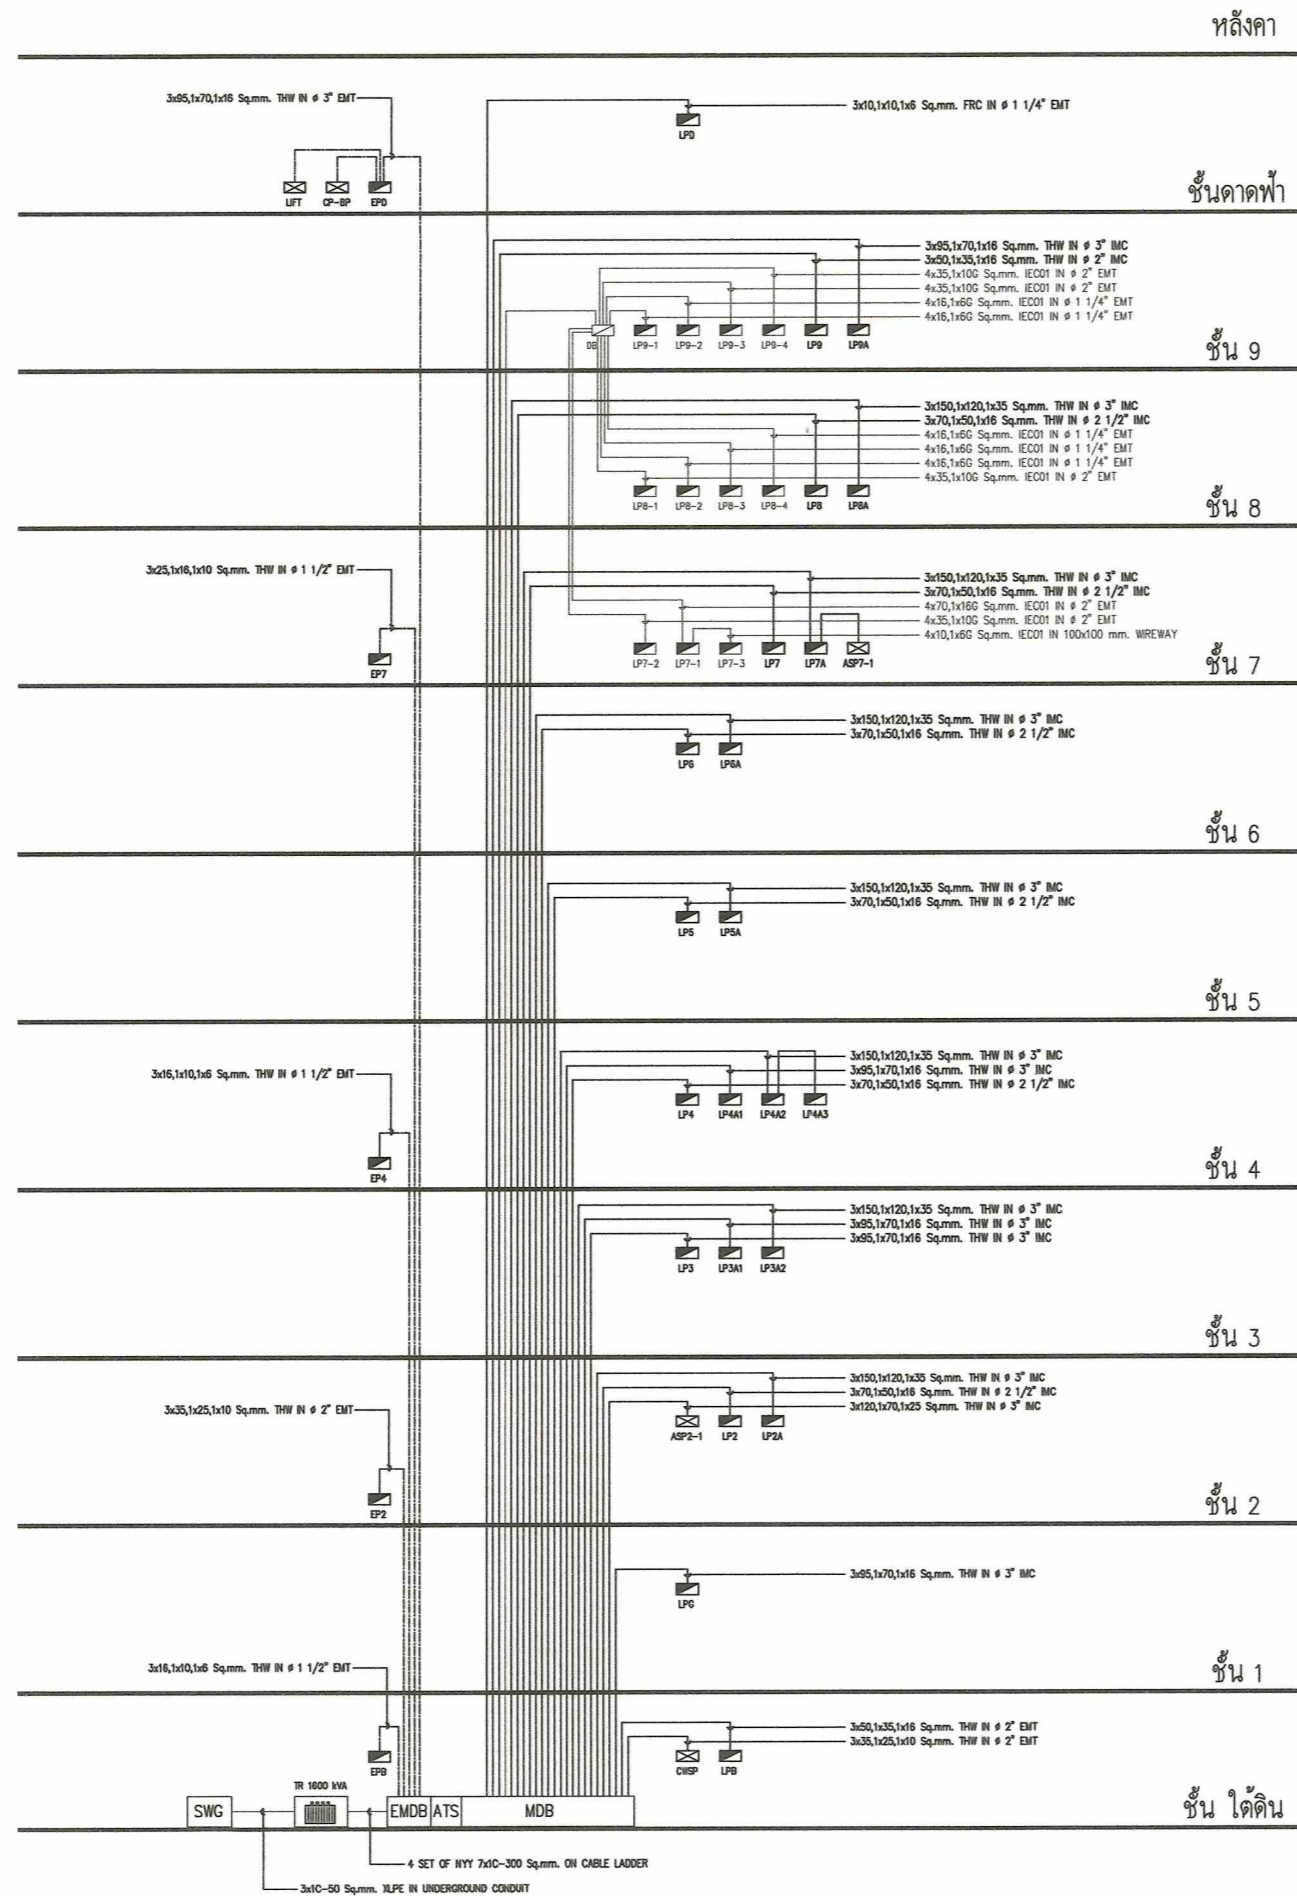 หลังคา
3x95,1x70,1x16 Sq.mm. THW IN ø 3" EMT
3x10,1x10,1x6 Sq.mm. FRC IN ø 1 1/4" EMT
LPD
LIFT CP-BP EPD
ชั้นดาดฟ้า
3x95,1x70,1x16 Sq.mm. THW IN ø 3" IMC
3x50,1x35,1x16 Sq.mm. THW IN ø 2" IMC
4x35,1x10G Sq.mm. IEC01 IN ø 2" EMT
4x35,1x10G Sq.mm. IEC01 IN ø 2" EMT
4x16,1x6G Sq.mm. IEC01 IN ø 1 1/4" EMT
4x16,1x6G Sq.mm. IEC01 IN ø 1 1/4" EMT
DB LP9-1 LP9-2 LP9-3 LP9-4 LP9 LP9A
ชั้น 9
3x150,1x120,1x35 Sq.mm. THW IN ø 3" IMC
3x70,1x50,1x16 Sq.mm. THW IN ø 2 1/2" IMC
4x16,1x6G Sq.mm. IEC01 IN ø 1 1/4" EMT
4x16,1x6G Sq.mm. IEC01 IN ø 1 1/4" EMT
4x16,1x6G Sq.mm. IEC01 IN ø 1 1/4" EMT
4x35,1x10G Sq.mm. IEC01 IN ø 2" EMT
LP8-1 LP8-2 LP8-3 LP8-4 LP8 LP8A
ชั้น 8
3x25,1x16,1x10 Sq.mm. THW IN ø 1 1/2" EMT
3x150,1x120,1x35 Sq.mm. THW IN ø 3" IMC
3x70,1x50,1x16 Sq.mm. THW IN ø 2 1/2" IMC
4x70,1x16G Sq.mm. IEC01 IN ø 2" EMT
4x35,1x10G Sq.mm. IEC01 IN ø 2" EMT
4x10,1x6G Sq.mm. IEC01 IN 100x100 mm. WIREWAY
EP7 LP7-2 LP7-1 LP7-3 LP7 LP7A ASP7-1
ชั้น 7
3x150,1x120,1x35 Sq.mm. THW IN ø 3" IMC
3x70,1x50,1x16 Sq.mm. THW IN ø 2 1/2" IMC
LP6 LP6A
ชั้น 6
3x150,1x120,1x35 Sq.mm. THW IN ø 3" IMC
3x70,1x50,1x16 Sq.mm. THW IN ø 2 1/2" IMC
LP5 LP5A
ชั้น 5
3x16,1x10,1x6 Sq.mm. THW IN ø 1 1/2" EMT
3x150,1x120,1x35 Sq.mm. THW IN ø 3" IMC
3x95,1x70,1x16 Sq.mm. THW IN ø 3" IMC
3x70,1x50,1x16 Sq.mm. THW IN ø 2 1/2" IMC
LP4 LP4A1 LP4A2 LP4A3
EP4
ชั้น 4
3x150,1x120,1x35 Sq.mm. THW IN ø 3" IMC
3x95,1x70,1x16 Sq.mm. THW IN ø 3" IMC
3x95,1x70,1x16 Sq.mm. THW IN ø 3" IMC
LP3 LP3A1 LP3A2
ชั้น 3
3x35,1x25,1x10 Sq.mm. THW IN ø 2" EMT
3x150,1x120,1x35 Sq.mm. THW IN ø 3" IMC
3x70,1x50,1x16 Sq.mm. THW IN ø 2 1/2" IMC
3x120,1x70,1x25 Sq.mm. THW IN ø 3" IMC
ASP2-1 LP2 LP2A
EP2
ชั้น 2
3x95,1x70,1x16 Sq.mm. THW IN ø 3" IMC
LPG
3x16,1x10,1x6 Sq.mm. THW IN ø 1 1/2" EMT
ชั้น 1
3x50,1x35,1x16 Sq.mm. THW IN ø 2" EMT
3x35,1x25,1x10 Sq.mm. THW IN ø 2" EMT
EPB CWSP LPB
TR 1600 kVA
SWG EMDB ATS MDB
ชั้น ใต้ดิน
4 SET OF NYY 7x1C-300 Sq.mm. ON CABLE LADDER
3x1C-50 Sq.mm. XLPE IN UNDERGROUND CONDUIT